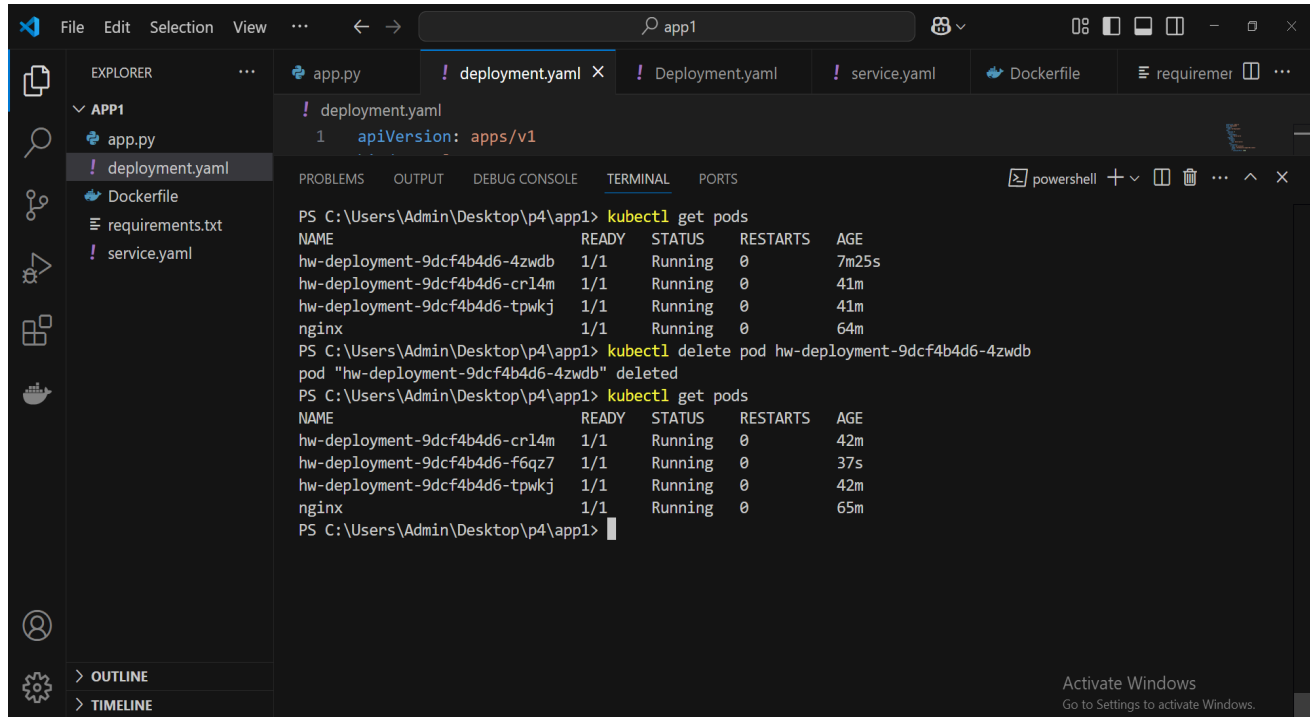 File Edit Selection View ··· app1
EXPLORER ···
app.py ! deployment.yaml × ! Deployment.yaml ! service.yaml Dockerfile requiremer ···
APP1
app.py
! deployment.yaml
Dockerfile
requirements.txt
! service.yaml
OUTLINE
TIMELINE
! deployment.yaml
1 apiVersion: apps/v1
PROBLEMS OUTPUT DEBUG CONSOLE TERMINAL PORTS powershell
PS C:\Users\Admin\Desktop\p4\app1> kubectl get pods
NAME READY STATUS RESTARTS AGE
hw-deployment-9dcf4b4d6-4zwdb 1/1 Running 0 7m25s
hw-deployment-9dcf4b4d6-crl4m 1/1 Running 0 41m
hw-deployment-9dcf4b4d6-tpwkj 1/1 Running 0 41m
nginx 1/1 Running 0 64m
PS C:\Users\Admin\Desktop\p4\app1> kubectl delete pod hw-deployment-9dcf4b4d6-4zwdb
pod "hw-deployment-9dcf4b4d6-4zwdb" deleted
PS C:\Users\Admin\Desktop\p4\app1> kubectl get pods
NAME READY STATUS RESTARTS AGE
hw-deployment-9dcf4b4d6-crl4m 1/1 Running 0 42m
hw-deployment-9dcf4b4d6-f6qz7 1/1 Running 0 37s
hw-deployment-9dcf4b4d6-tpwkj 1/1 Running 0 42m
nginx 1/1 Running 0 65m
PS C:\Users\Admin\Desktop\p4\app1>
Activate Windows
Go to Settings to activate Windows.